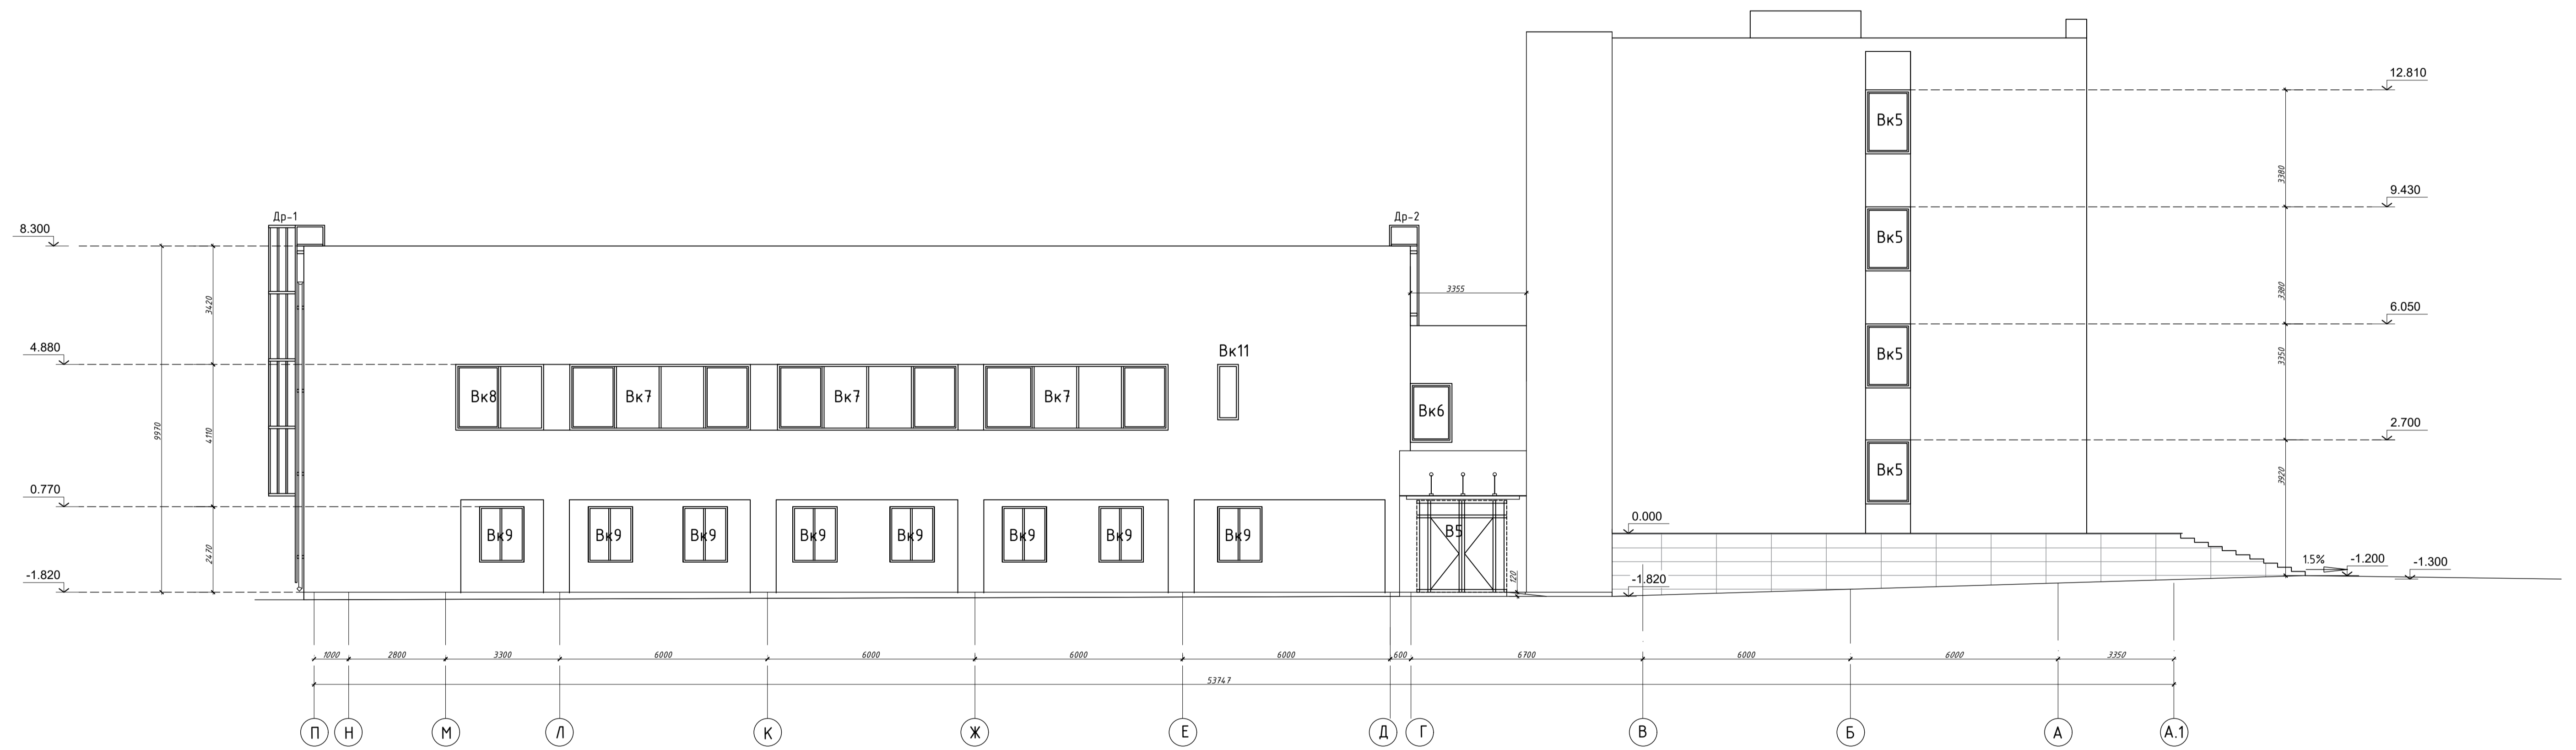 12.810
Вк5
3380
9.430
Др-1
Др-2
8.300
Вк5
3355
3380
6.050
3420
4.880
Вк11
Вк5
3350
Вк8
Вк7
Вк7
Вк7
Вк6
2.700
9970
4110
Вк5
3920
0.770
0.000
Вк9
Вк9
Вк9
Вк9
Вк9
Вк9
Вк9
Вк9
В5
2470
1.5%
-1.200
-1.300
-1.820
120
-1.820
1000
2800
3300
6000
6000
6000
6000
600
6700
6000
6000
3350
53747
П
Н
М
Л
К
Ж
Е
Д
Г
В
Б
А
А.1